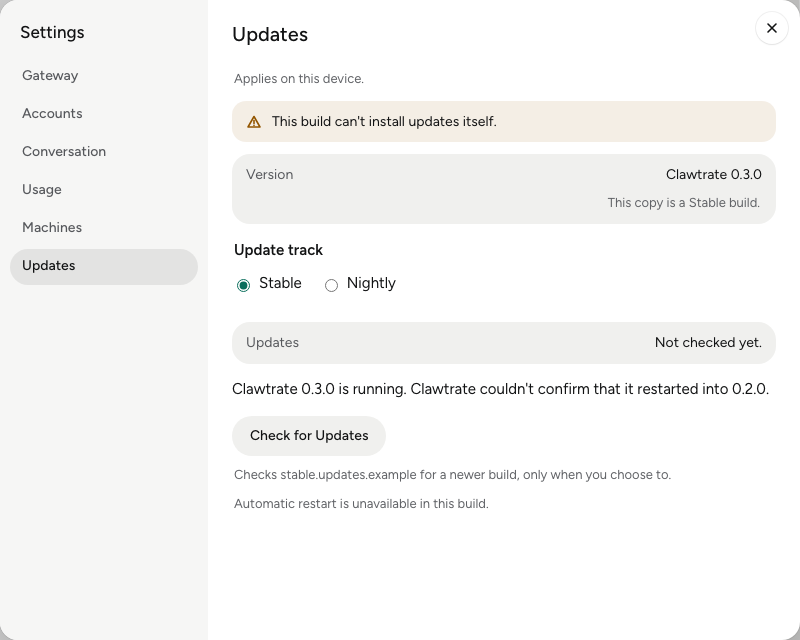 Settings
Gateway
Accounts
Conversation
Usage
Machines
Updates
Updates
Applies on this device.
This build can't install updates itself.
Version
Clawtrate 0.3.0
This copy is a Stable build.
Update track
Stable
Nightly
Updates
Not checked yet.
Clawtrate 0.3.0 is running. Clawtrate couldn't confirm that it restarted into 0.2.0.
Check for Updates
Checks stable.updates.example for a newer build, only when you choose to.
Automatic restart is unavailable in this build.